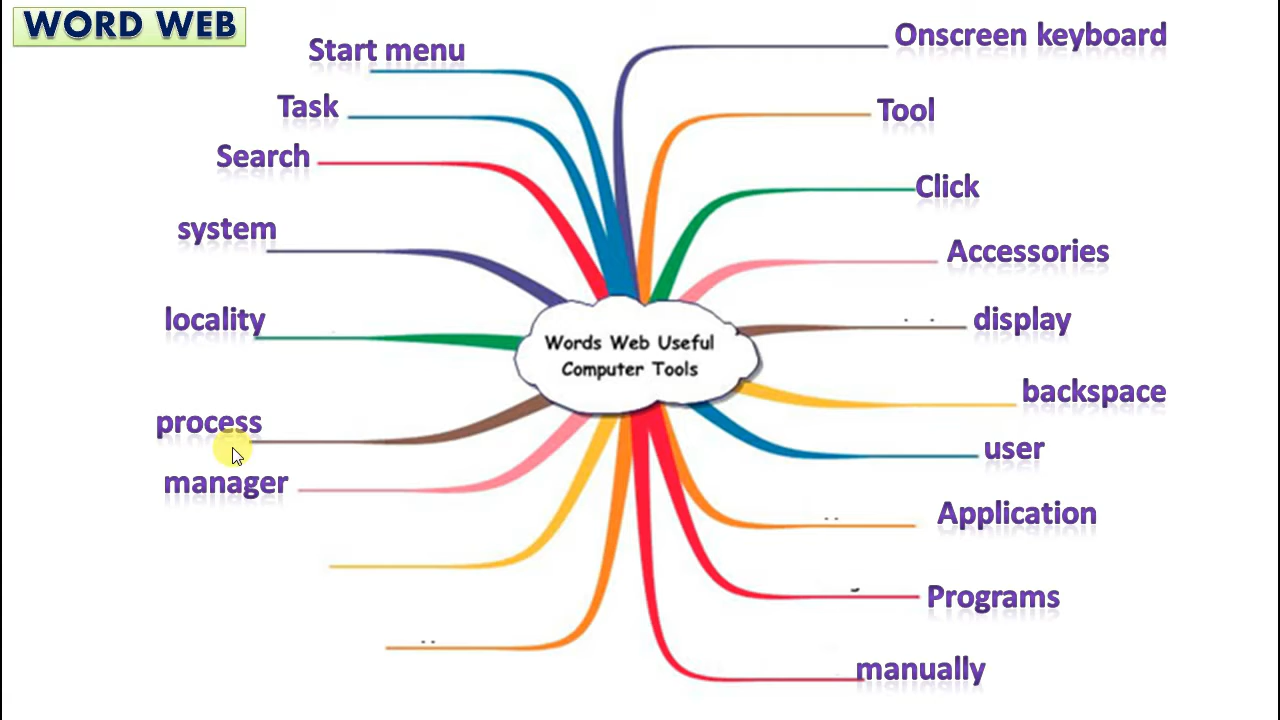 WORD WEB
Start menu
Task
Search
system
locality
process
manager
Words Web Useful
Computer Tools
Onscreen keyboard
Tool
Click
Accessories
display
backspace
user
Application
Programs
manually